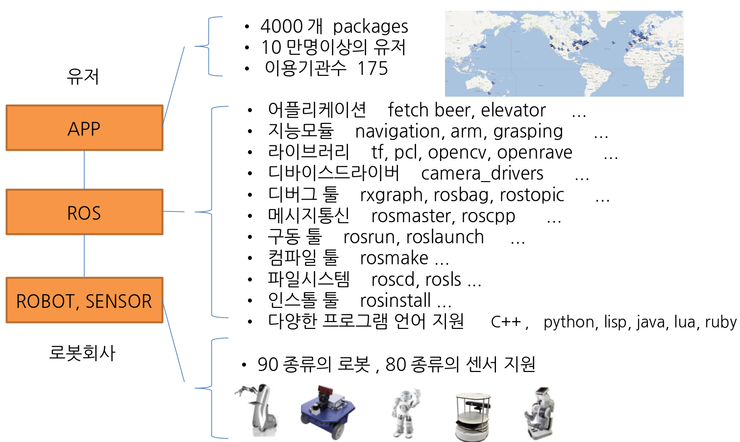 • 4000 개 packages
• 10 만명이상의 유저
• 이용기관수 175
유저
APP
• 어플리케이션 fetch beer, elevator ...
• 지능모듈 navigation, arm, grasping ...
• 라이브러리 tf, pcl, opencv, openrave ...
• 디바이스드라이버 camera_drivers ...
• 디버그 툴 rxgraph, rosbag, rostopic ...
• 메시지통신 rosmaster, roscpp ...
• 구동 툴 rosrun, roslaunch ...
• 컴파일 툴 rosmake ...
• 파일시스템 roscd, rosls ...
• 인스톨 툴 rosinstall ...
• 다양한 프로그램 언어 지원 C++ , python, lisp, java, lua, ruby
ROS
ROBOT, SENSOR
로봇회사
• 90 종류의 로봇 , 80 종류의 센서 지원